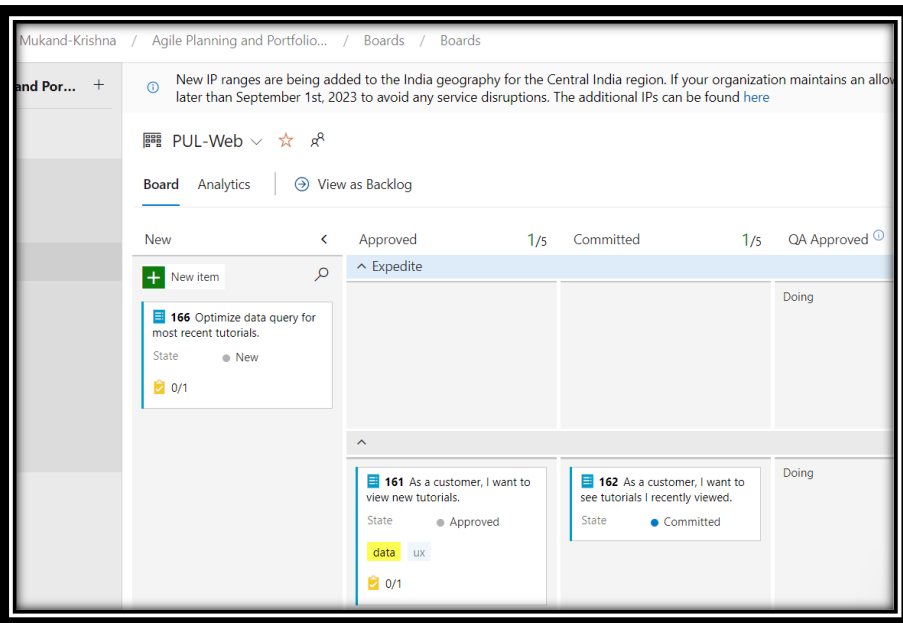 Mukand-Krishna / Agile Planning and Portfolio... / Boards / Boards
and Por... +
New IP ranges are being added to the India geography for the Central India region. If your organization maintains an allow
later than September 1st, 2023 to avoid any service disruptions. The additional IPs can be found here
PUL-Web
Board Analytics View as Backlog
New Approved 1/5 Committed 1/5 QA Approved
Expedite
New item
Doing
166 Optimize data query for
most recent tutorials.
State New
0/1
161 As a customer, I want to
view new tutorials.
State Approved
data ux
0/1
162 As a customer, I want to
see tutorials I recently viewed.
State Committed
Doing